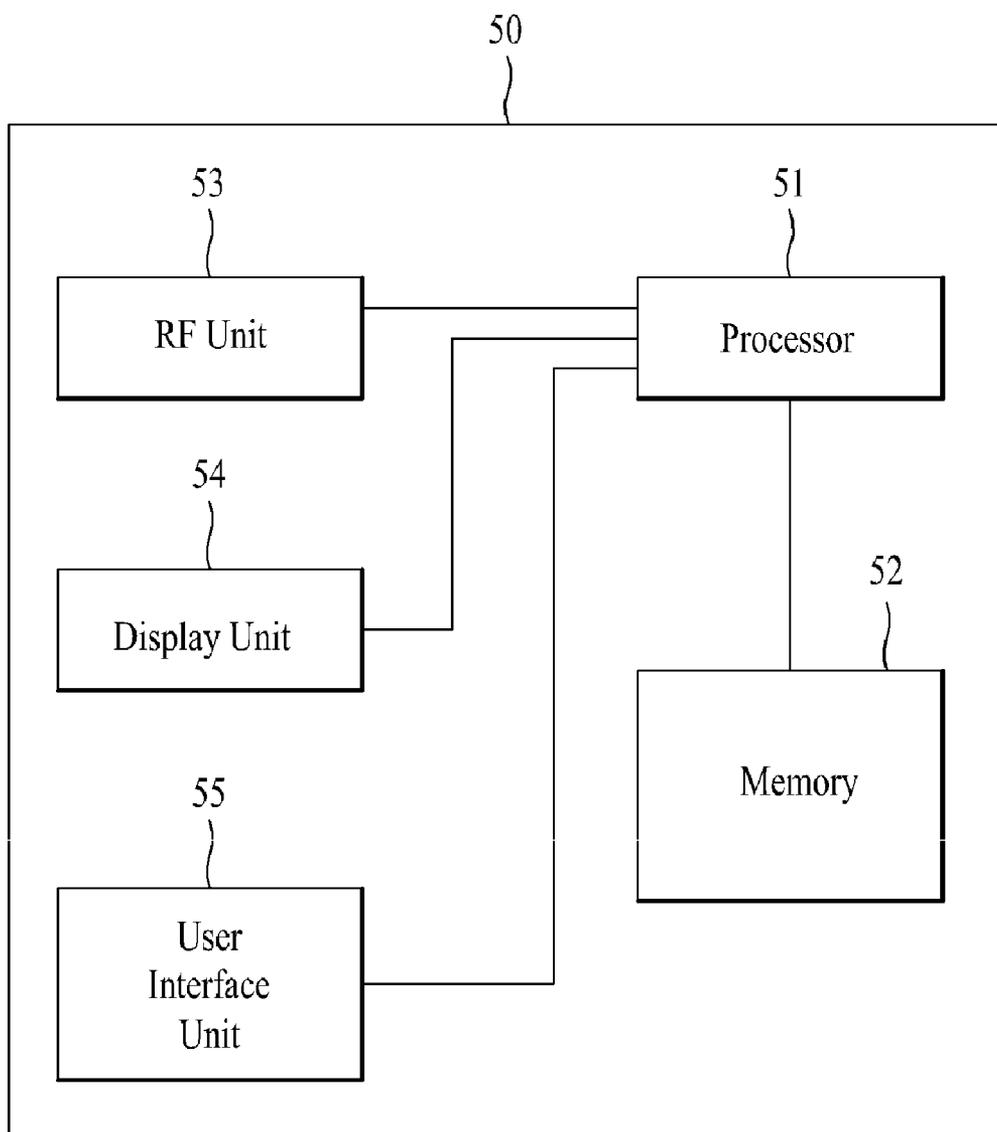 50
53
51
RF Unit
Processor
54
52
Display Unit
Memory
55
User
Interface
Unit